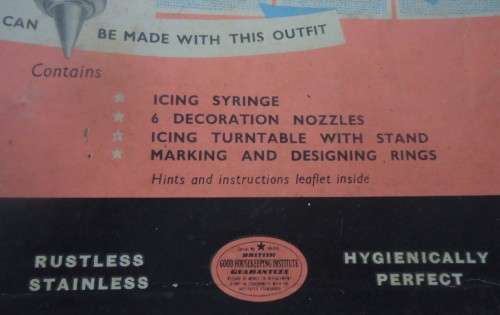 CAN BE MADE WITH THIS OUTFIT
Contains
ICING SYRINGE
6 DECORATION NOZZLES
ICING TURNTABLE WITH STAND
MARKING AND DESIGNING RINGS
Hints and instructions leaflet inside
RUSTLESS
STAINLESS
BRITISH
GOOD HOUSEKEEPING INSTITUTE
GUARANTEES
HYGIENICALLY
PERFECT